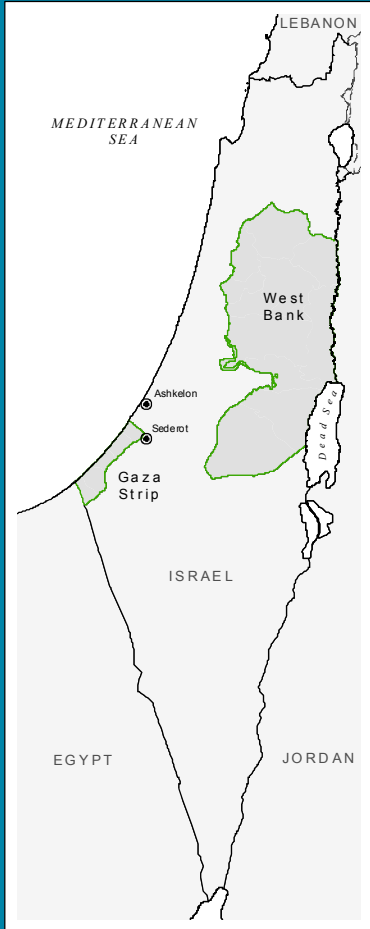 LEBANON
MEDITERRANEAN
SEA
West
Bank
Ashkelon
Dead Sea
Sederot
Gaza
Strip
ISRAEL
EGYPT
JORDAN